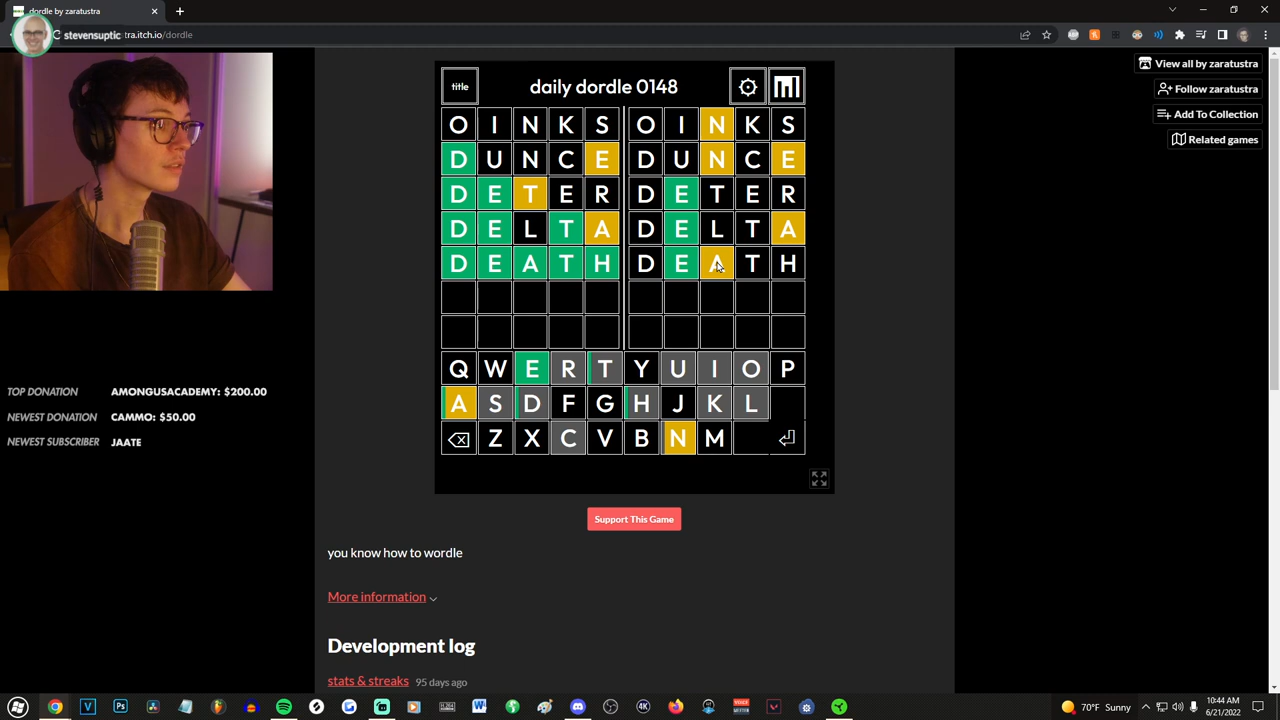 dordle by zaratustra
stevensuptic
tra.itch.io/dordle
View all by zaratustra
Follow zaratustra
Add To Collection
Related games
title
daily dordle 0148
O I N K S O I N K S
D U N C E D U N C E
D E T E R D E T E R
D E L T A D E L T A
D E A T H D E A T H
Q W E R T Y U I O P
A S D F G H J K L
Z X C V B N M
TOP DONATION AMONGUSACADEMY: $200.00
NEWEST DONATION CAMMO: $50.00
NEWEST SUBSCRIBER JAATE
Support This Game
you know how to wordle
More information
Development log
stats & streaks 95 days ago
70°F Sunny
10:44 AM
6/21/2022